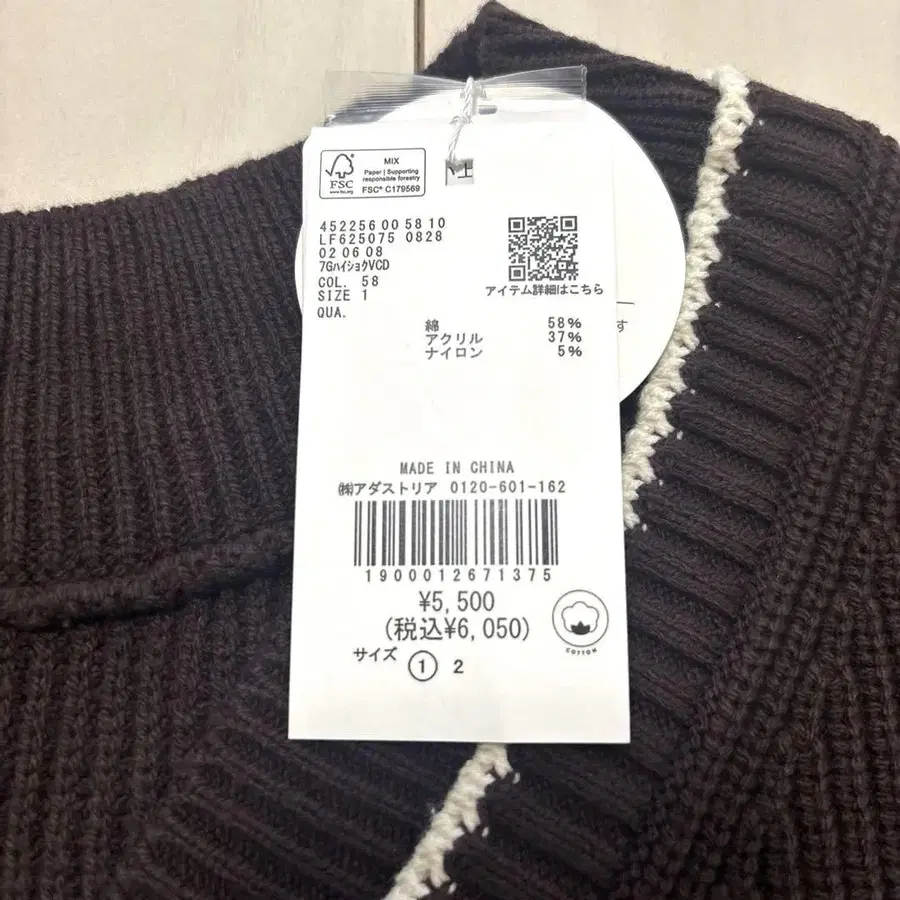 FSC
www.fsc.org
MIX
Paper | Supporting
responsible forestry
FSC® C179569
452256 00 58 10
LF625075 0828
02 06 08
7GﾊｲｼｮｸVCD
COL. 58
SIZE 1
QUA.
アイテム詳細はこちら
す
綿 58%
アクリル 37%
ナイロン 5%
MADE IN CHINA
㈱アダストリア 0120-601-162
1900012671375
¥5,500
(税込¥6,050)
サイズ 1 2
COTTON